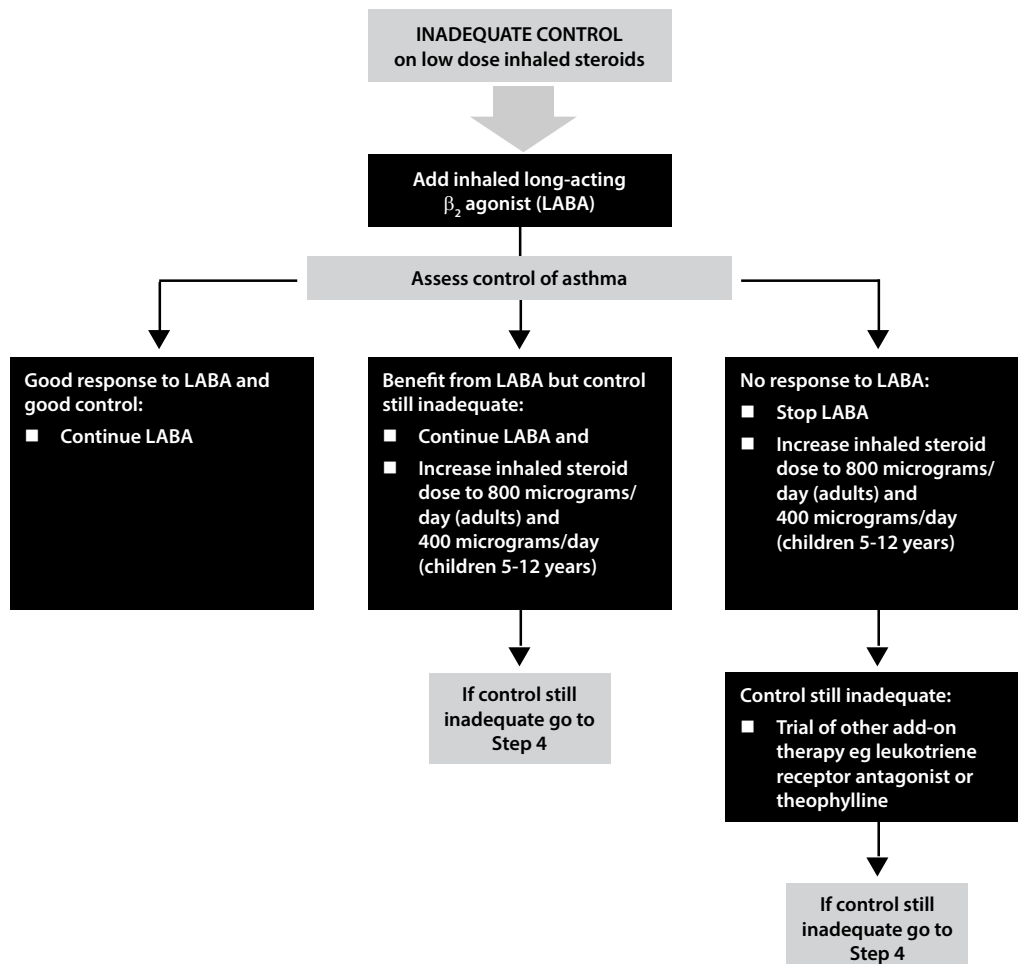 INADEQUATE CONTROL
on low dose inhaled steroids
Add inhaled long-acting
β₂ agonist (LABA)
Assess control of asthma
Good response to LABA and
good control:
■ Continue LABA
Benefit from LABA but control
still inadequate:
■ Continue LABA and
■ Increase inhaled steroid
dose to 800 micrograms/
day (adults) and
400 micrograms/day
(children 5-12 years)
If control still
inadequate go to
Step 4
No response to LABA:
■ Stop LABA
■ Increase inhaled steroid
dose to 800 micrograms/
day (adults) and
400 micrograms/day
(children 5-12 years)
Control still inadequate:
■ Trial of other add-on
therapy eg leukotriene
receptor antagonist or
theophylline
If control still
inadequate go to
Step 4